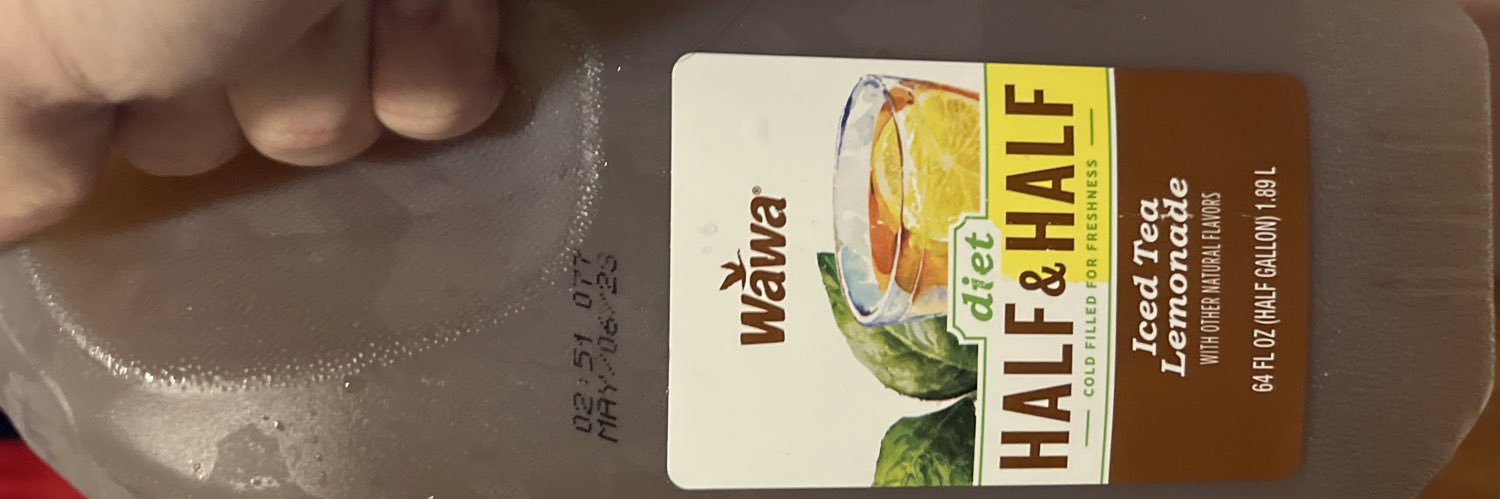 02:51 077
MAY/06/23
Wawa®
diet
HALF & HALF
COLD FILLED FOR FRESHNESS
Iced Tea
Lemonade
WITH OTHER NATURAL FLAVORS
64 FL OZ (HALF GALLON) 1.89 L